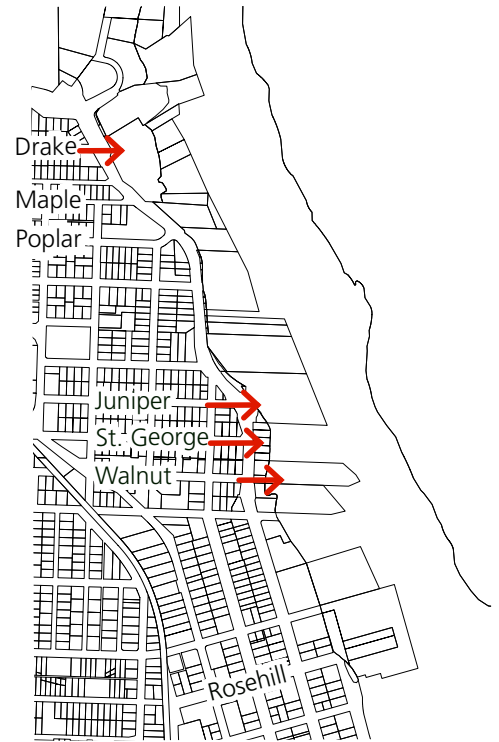 Drake
Maple
Poplar
Juniper
St. George
Walnut
Rosehill